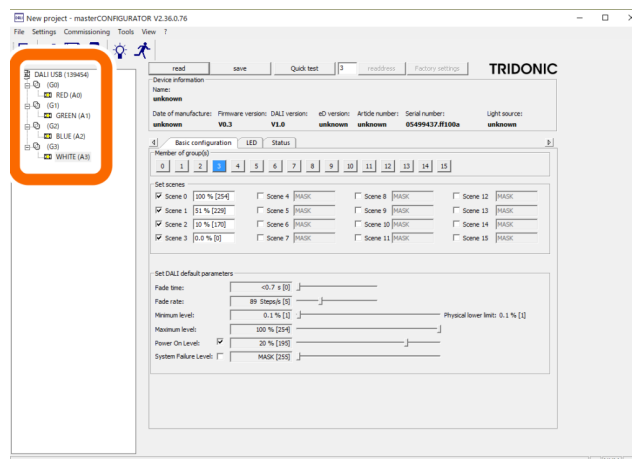 New project - masterCONFIGURATOR V2.36.0.76
File Settings Commissioning Tools View ?
read save Quick test 3 readdress Factory settings TRIDONIC
DALI USB (139454)
(G0)
RED (A0)
(G1)
GREEN (A1)
(G2)
BLUE (A2)
(G3)
WHITE (A3)
Device information
Name:
unknown
Date of manufacture: Firmware version: DALI version: eD version: Article number: Serial number: Light source:
unknown V0.3 V1.0 unknown unknown 05499437.ff100a unknown
Basic configuration LED Status
Member of group(s)
0 1 2 3 4 5 6 7 8 9 10 11 12 13 14 15
Set scenes
Scene 0 100 % [254] Scene 4 MASK Scene 8 MASK Scene 12 MASK
Scene 1 51 % [229] Scene 5 MASK Scene 9 MASK Scene 13 MASK
Scene 2 10 % [170] Scene 6 MASK Scene 10 MASK Scene 14 MASK
Scene 3 0.0 % [0] Scene 7 MASK Scene 11 MASK Scene 15 MASK
Set DALI default parameters
Fade time: <0.7 s [0]
Fade rate: 89 Steps/s [5]
Minimum level: 0.1 % [1] Physical lower limit: 0.1 % [1]
Maximum level: 100 % [254]
Power On Level: 20 % [195]
System Failure Level: MASK [255]